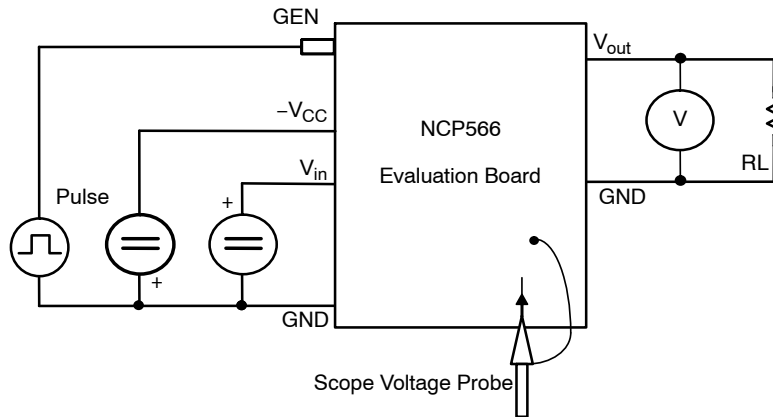 GEN
V_out
−V_CC
NCP566
V
V_in
Evaluation Board
RL
Pulse
+
GND
+
GND
Scope Voltage Probe